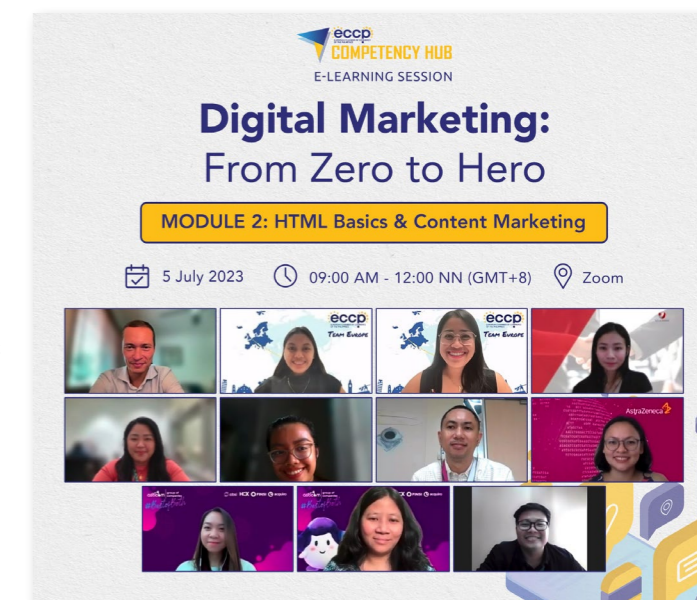 eccp
COMPETENCY HUB
E-LEARNING SESSION
Digital Marketing:
From Zero to Hero
MODULE 2: HTML Basics & Content Marketing
5 July 2023
09:00 AM - 12:00 NN (GMT+8)
Zoom
eccp
TEAM EUROPE
eccp
TEAM EUROPE
AstraZeneca